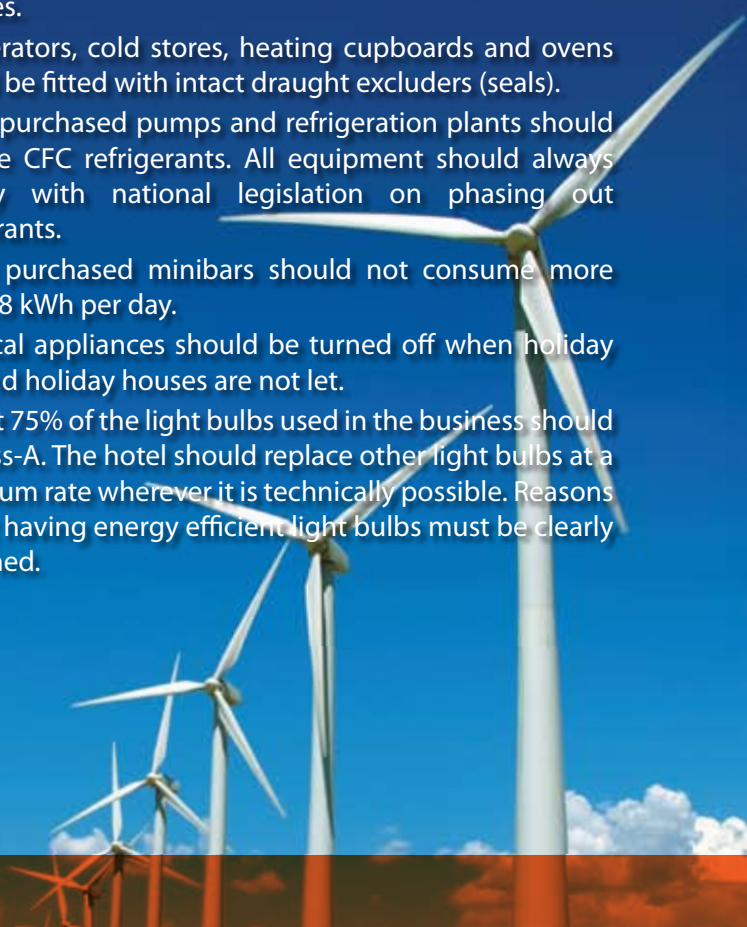 es.
erators, cold stores, heating cupboards and ovens
be fitted with intact draught excluders (seals).
purchased pumps and refrigeration plants should
e CFC refrigerants. All equipment should always
y with national legislation on phasing out
rants.
purchased minibars should not consume more
8 kWh per day.
cal appliances should be turned off when holiday
d holiday houses are not let.
t 75% of the light bulbs used in the business should
ss-A. The hotel should replace other light bulbs at a
um rate wherever it is technically possible. Reasons
having energy efficient light bulbs must be clearly
ned.